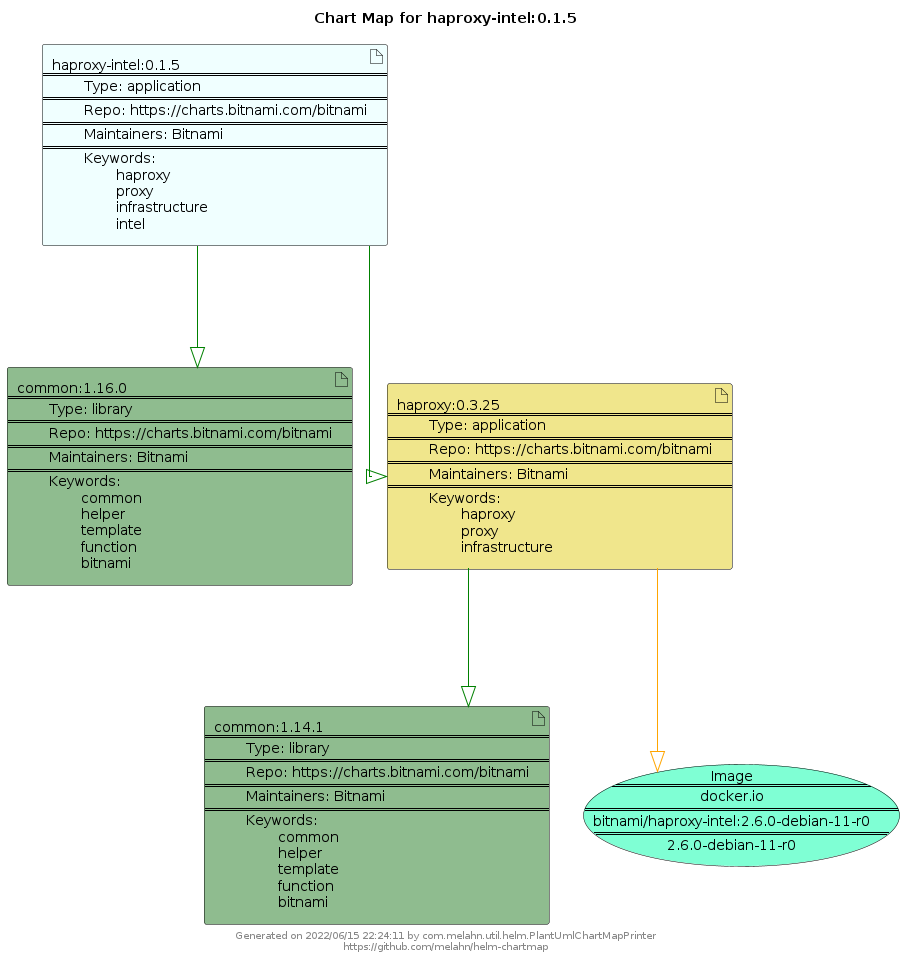 Chart Map for haproxy-intel:0.1.5
haproxy-intel:0.1.5
Type: application
Repo: https://charts.bitnami.com/bitnami
Maintainers: Bitnami
Keywords:
haproxy
proxy
infrastructure
intel
common:1.16.0
Type: library
Repo: https://charts.bitnami.com/bitnami
Maintainers: Bitnami
Keywords:
common
helper
template
function
bitnami
haproxy:0.3.25
Type: application
Repo: https://charts.bitnami.com/bitnami
Maintainers: Bitnami
Keywords:
haproxy
proxy
infrastructure
common:1.14.1
Type: library
Repo: https://charts.bitnami.com/bitnami
Maintainers: Bitnami
Keywords:
common
helper
template
function
bitnami
Image
docker.io
bitnami/haproxy-intel:2.6.0-debian-11-r0
2.6.0-debian-11-r0
Generated on 2022/06/15 22:24:11 by com.melahn.util.helm.PlantUmlChartMapPrinter
https://github.com/melahn/helm-chartmap